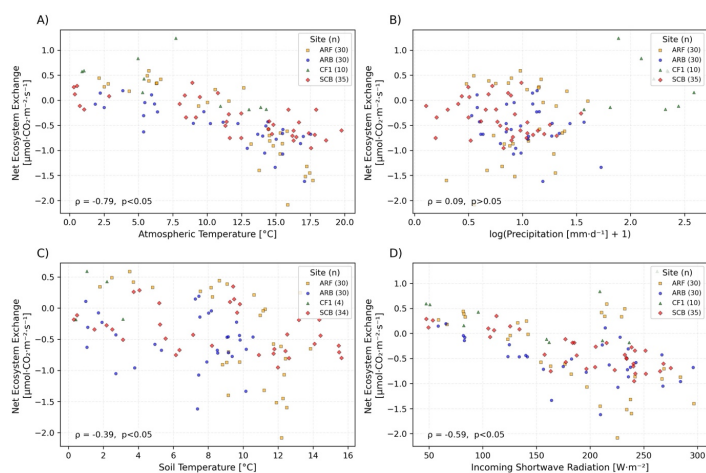 A)
Net Ecosystem Exchange
[μmol·CO₂·m⁻²·s⁻¹]
1.0
0.5
0.0
−0.5
−1.0
−1.5
−2.0
Site (n)
ARF (30)
ARB (30)
CF1 (10)
SCB (35)
ρ = -0.79, p<0.05
0.0
2.5
5.0
7.5
10.0
12.5
15.0
17.5
20.0
Atmospheric Temperature [°C]
B)
Net Ecosystem Exchange
[μmol·CO₂·m⁻²·s⁻¹]
1.0
0.5
0.0
−0.5
−1.0
−1.5
−2.0
Site (n)
ARF (30)
ARB (30)
CF1 (10)
SCB (35)
ρ = 0.09, p>0.05
0.0
0.5
1.0
1.5
2.0
2.5
log(Precipitation [mm·d⁻¹] + 1)
C)
Net Ecosystem Exchange
[μmol·CO₂·m⁻²·s⁻¹]
0.5
0.0
−0.5
−1.0
−1.5
−2.0
Site (n)
ARF (30)
ARB (30)
CF1 (4)
SCB (34)
ρ = -0.39, p<0.05
0
2
4
6
8
10
12
14
16
Soil Temperature [°C]
D)
Net Ecosystem Exchange
[μmol·CO₂·m⁻²·s⁻¹]
1.0
0.5
0.0
−0.5
−1.0
−1.5
−2.0
Site (n)
ARF (30)
ARB (30)
CF1 (10)
SCB (35)
ρ = -0.59, p<0.05
50
100
150
200
250
300
Incoming Shortwave Radiation [W·m⁻²]